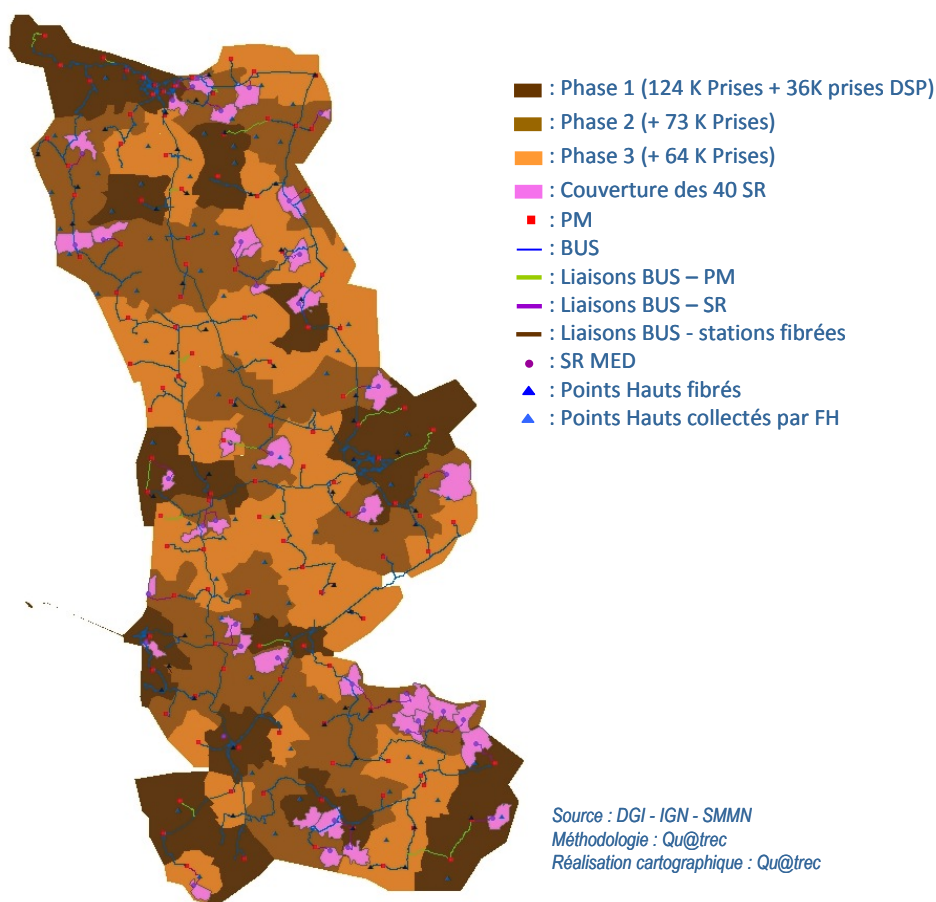 : Phase 1 (124 K Prises + 36K prises DSP)
: Phase 2 (+ 73 K Prises)
: Phase 3 (+ 64 K Prises)
: Couverture des 40 SR
: PM
: BUS
: Liaisons BUS – PM
: Liaisons BUS – SR
: Liaisons BUS - stations fibrées
: SR MED
: Points Hauts fibrés
: Points Hauts collectés par FH
Source : DGI - IGN - SMMN
Méthodologie : Qu@trec
Réalisation cartographique : Qu@trec